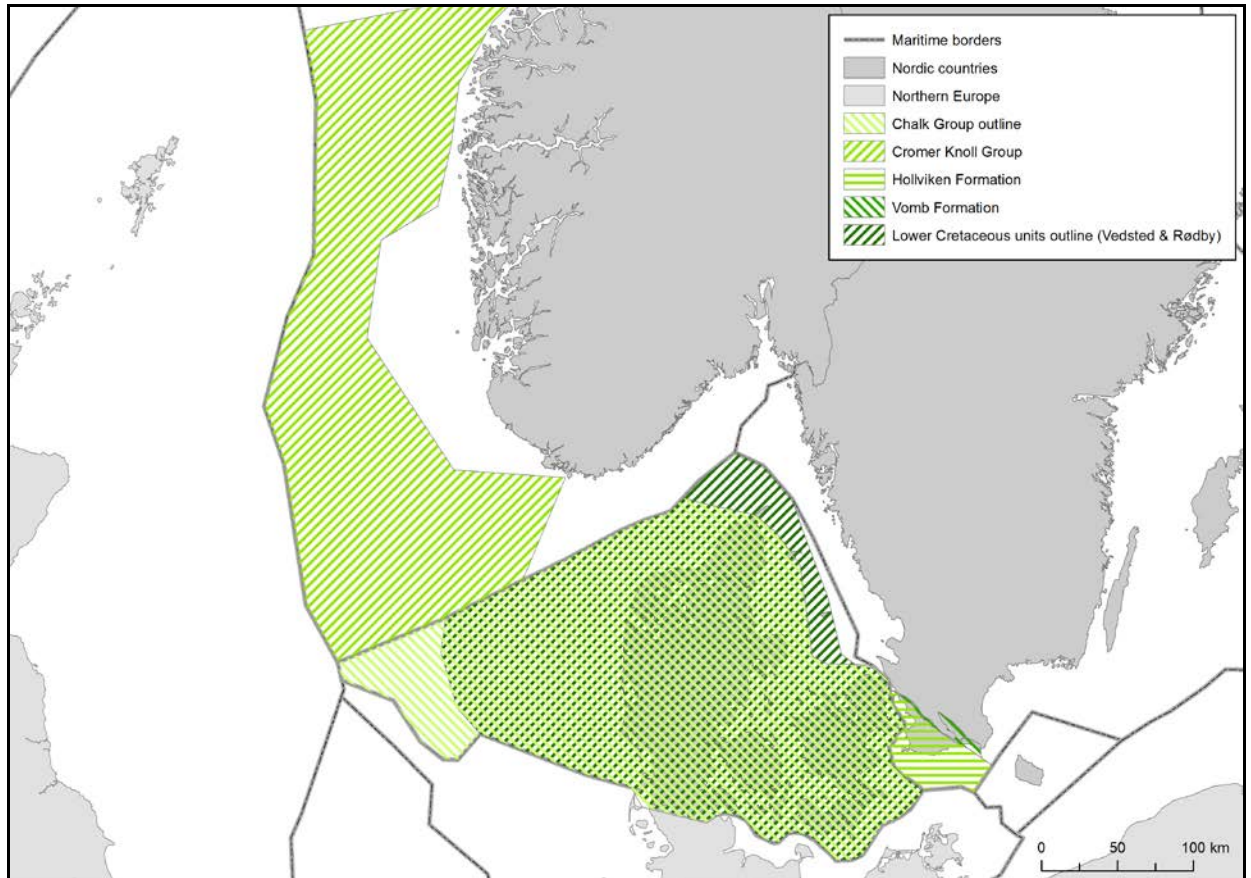 Maritime borders
Nordic countries
Northern Europe
Chalk Group outline
Cromer Knoll Group
Hollviken Formation
Vomb Formation
Lower Cretaceous units outline (Vedsted & Rødby)
0 50 100 km